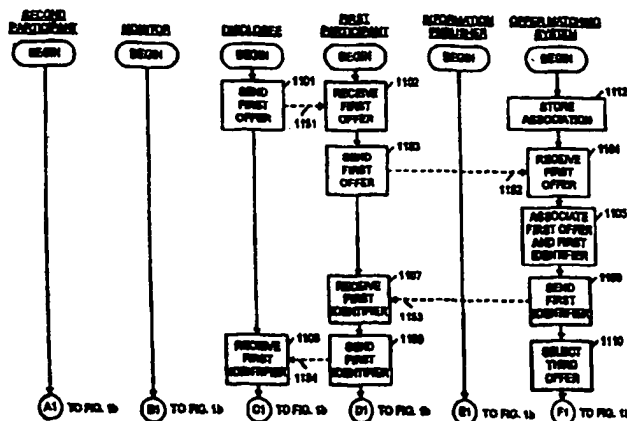 SECOND
PARTICIPANT
BEGIN
MONITOR
BEGIN
DISCLOSEE
BEGIN
FIRST
PARTICIPANT
BEGIN
INFORMATION
PUBLISHER
BEGIN
OFFER MATCHING
SYSTEM
BEGIN
1101
SEND
FIRST
OFFER
1151
1102
RECEIVE
FIRST
OFFER
STORE
ASSOCIATION
SEND
FIRST
OFFER
1152
1104
RECEIVE
FIRST
OFFER
1105
ASSOCIATE
FIRST OFFER
AND FIRST
IDENTIFIER
1107
RECEIVE
FIRST
IDENTIFIER
1153
SEND
FIRST
IDENTIFIER
RECEIVE
FIRST
IDENTIFIER
1154
SEND
FIRST
IDENTIFIER
1110
SELECT
THIRD
OFFER
A1 TO FIG. 1b
B1 TO FIG. 1b
C1 TO FIG. 1b
D1 TO FIG. 1b
E1 TO FIG. 1b
F1 TO FIG. 1b